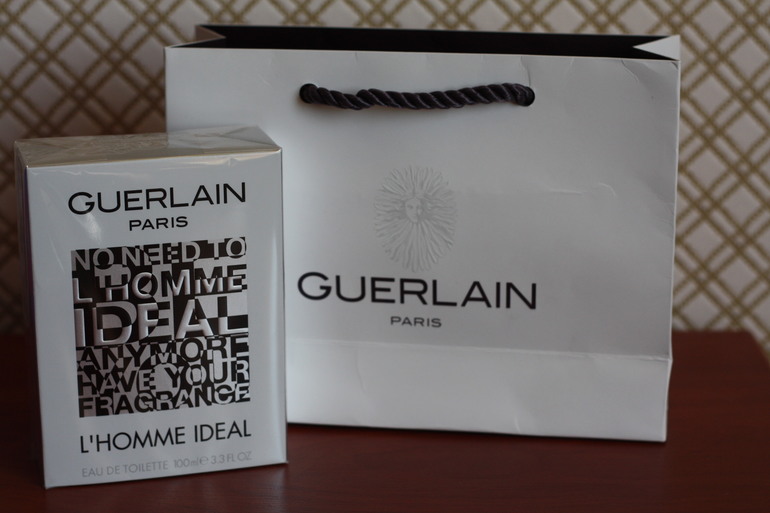 GUERLAIN
PARIS
NO NEED TO
L'HOMME
IDEAL
ANYMORE
HAVE YOUR
FRAGRANCE
L'HOMME IDEAL
EAU DE TOILETTE 100ml e 3.3 FL.OZ
GUERLAIN
PARIS